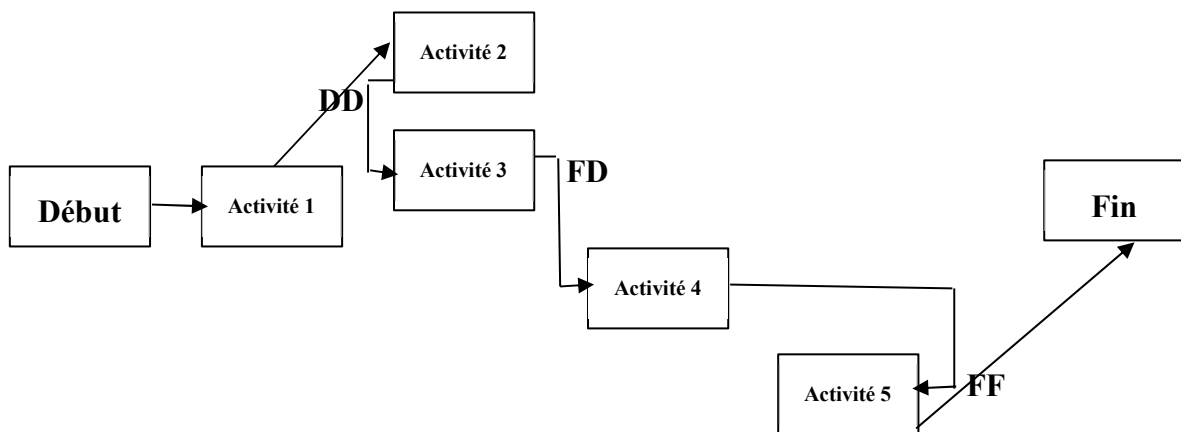 Activité 2
DD
Activité 3
FD
Début
Activité 1
Fin
Activité 4
Activité 5
FF